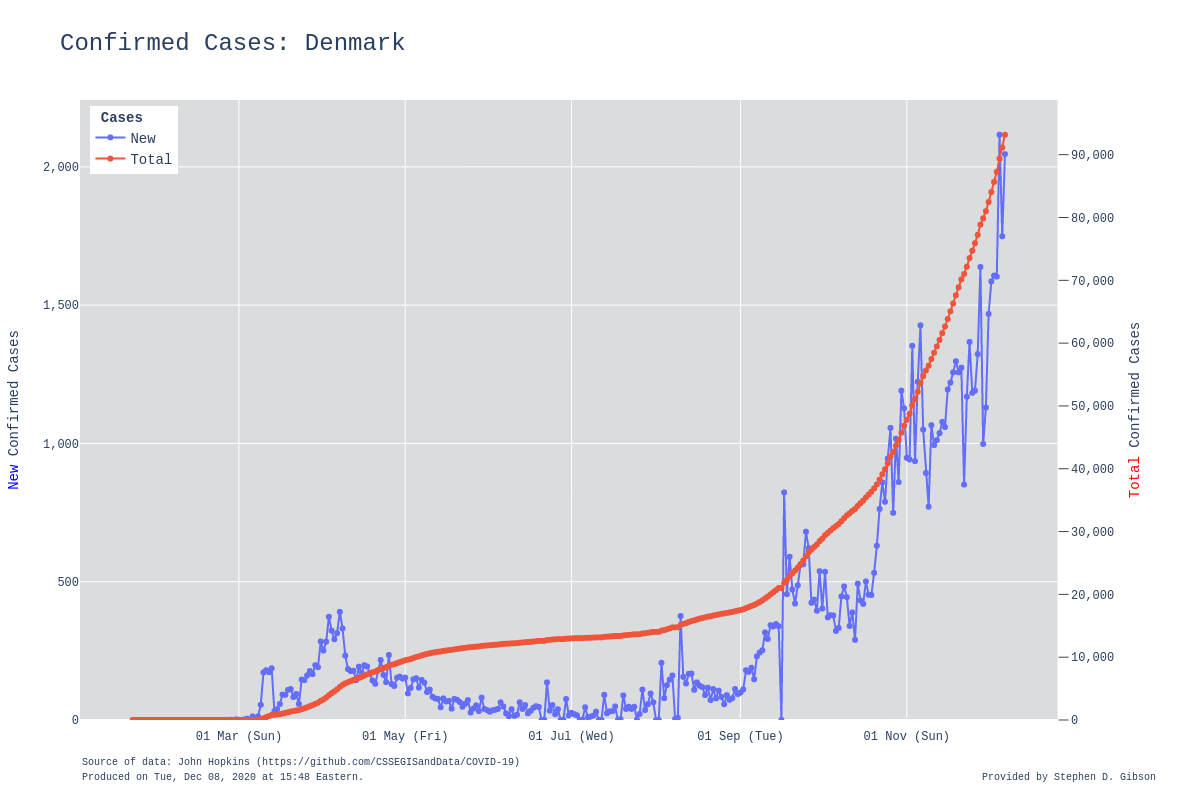 Confirmed Cases: Denmark
Cases
New
Total
2,000
1,500
1,000
500
0
New Confirmed Cases
90,000
80,000
70,000
60,000
50,000
40,000
30,000
20,000
10,000
0
Total Confirmed Cases
01 Mar (Sun)
01 May (Fri)
01 Jul (Wed)
01 Sep (Tue)
01 Nov (Sun)
Source of data: John Hopkins (https://github.com/CSSEGISandData/COVID-19)
Produced on Tue, Dec 08, 2020 at 15:48 Eastern.
Provided by Stephen D. Gibson